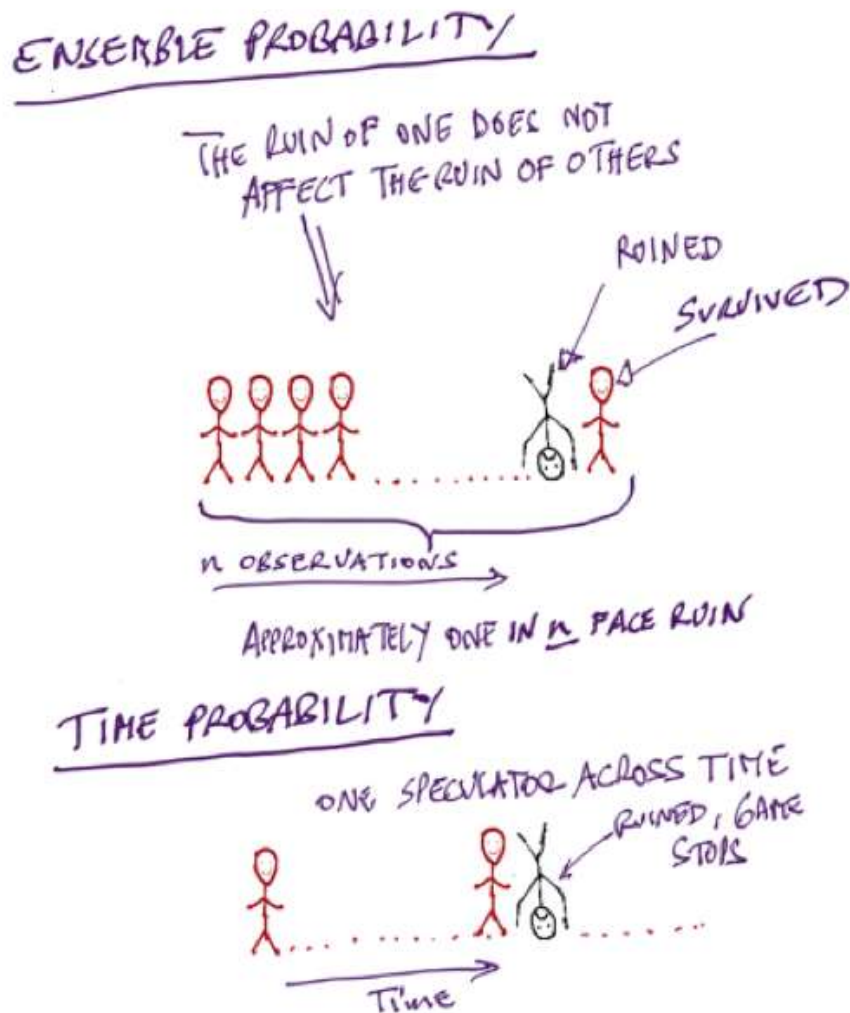 ENSEMBLE PROBABILITY
THE RUIN OF ONE DOES NOT
AFFECT THE RUIN OF OTHERS
RUINED
SURVIVED
n OBSERVATIONS
APPROXIMATELY ONE IN n FACE RUIN
TIME PROBABILITY
ONE SPECULATOR ACROSS TIME
RUINED, GAME
STOPS
Time